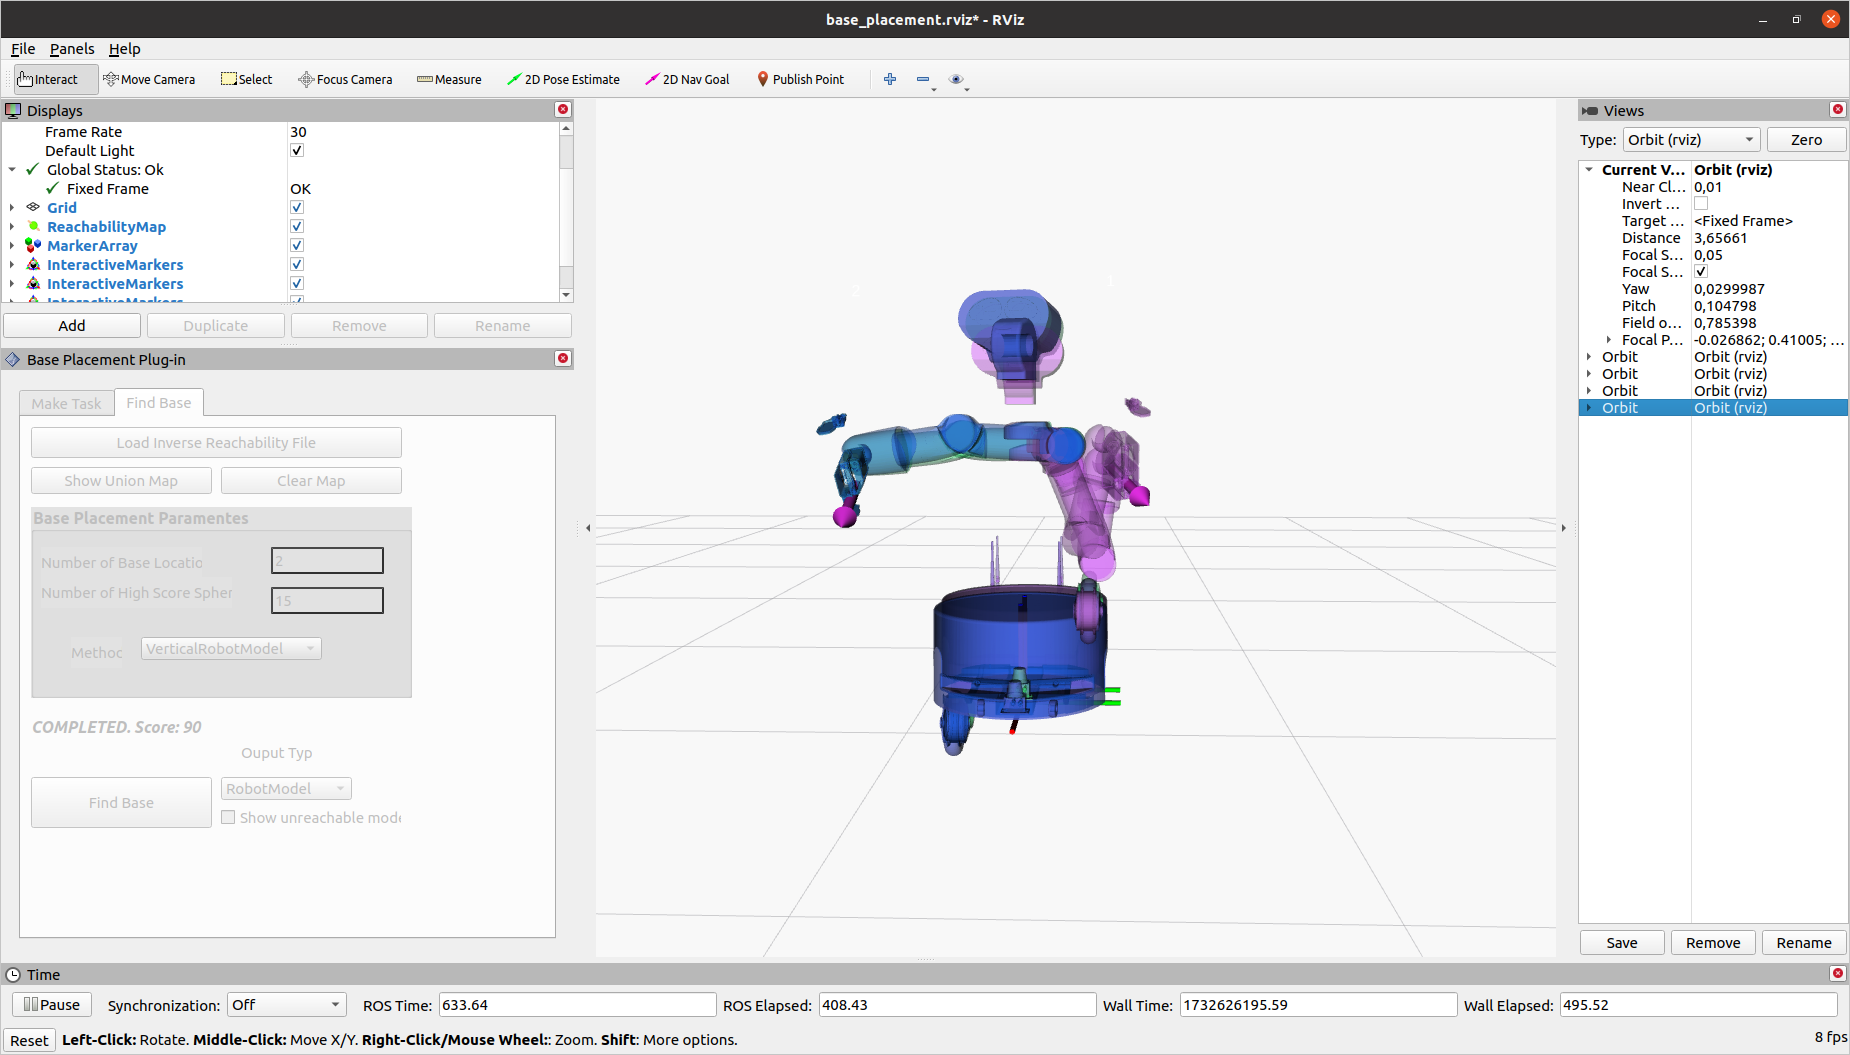 base_placement.rviz* - RViz
File Panels Help
Interact Move Camera Select Focus Camera Measure 2D Pose Estimate 2D Nav Goal Publish Point
Displays
Frame Rate 30
Default Light
Global Status: Ok
Fixed Frame OK
Grid
ReachabilityMap
MarkerArray
InteractiveMarkers
InteractiveMarkers
InteractiveMarkers
Add Duplicate Remove Rename
Base Placement Plug-in
Make Task Find Base
Load Inverse Reachability File
Show Union Map Clear Map
Base Placement Paramentes
Number of Base Locatio 2
Number of High Score Spher 15
Methoc VerticalRobotModel
COMPLETED. Score: 90
Ouput Typ
Find Base RobotModel
Show unreachable mode
Views
Type: Orbit (rviz) Zero
Current V... Orbit (rviz)
Near Cl... 0,01
Invert ...
Target ... <Fixed Frame>
Distance 3,65661
Focal S... 0,05
Focal S...
Yaw 0,0299987
Pitch 0,104798
Field o... 0,785398
Focal P... -0.026862; 0.41005; ...
Orbit Orbit (rviz)
Orbit Orbit (rviz)
Orbit Orbit (rviz)
Orbit Orbit (rviz)
Save Remove Rename
Time
Pause Synchronization: Off ROS Time: 633.64 ROS Elapsed: 408.43 Wall Time: 1732626195.59 Wall Elapsed: 495.52
Reset Left-Click: Rotate. Middle-Click: Move X/Y. Right-Click/Mouse Wheel:: Zoom. Shift: More options. 8 fps